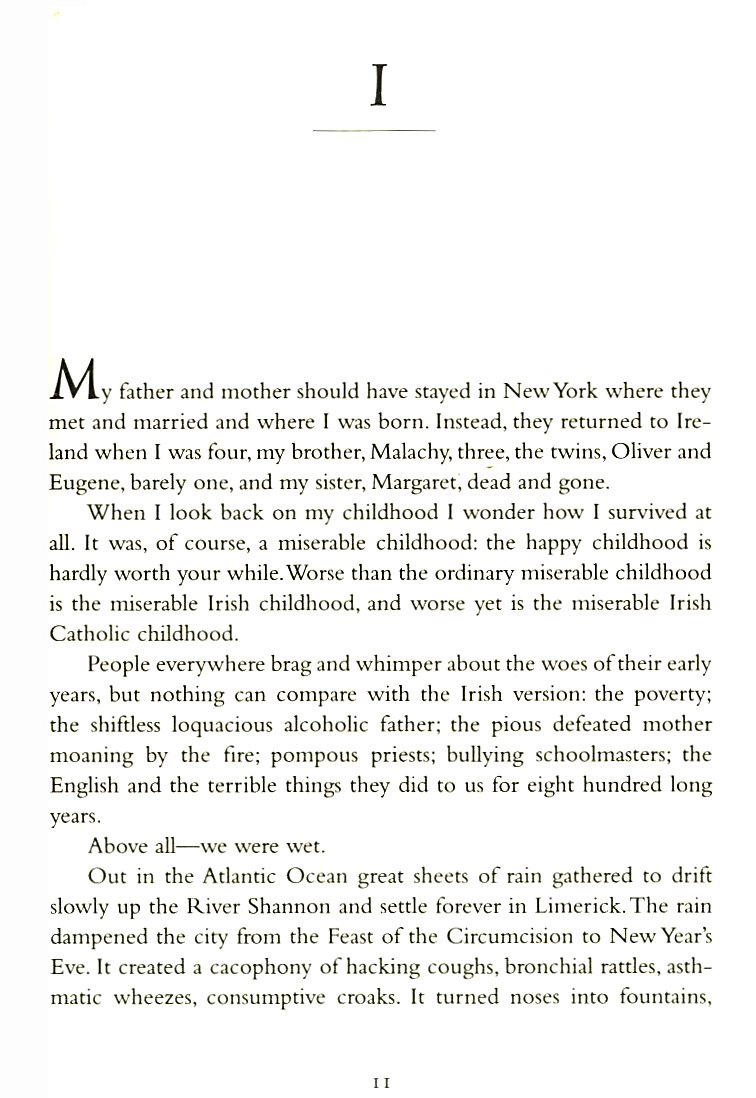 I
My father and mother should have stayed in New York where they
met and married and where I was born. Instead, they returned to Ire-
land when I was four, my brother, Malachy, three, the twins, Oliver and
Eugene, barely one, and my sister, Margaret, dead and gone.
When I look back on my childhood I wonder how I survived at
all. It was, of course, a miserable childhood: the happy childhood is
hardly worth your while. Worse than the ordinary miserable childhood
is the miserable Irish childhood, and worse yet is the miserable Irish
Catholic childhood.
People everywhere brag and whimper about the woes of their early
years, but nothing can compare with the Irish version: the poverty;
the shiftless loquacious alcoholic father; the pious defeated mother
moaning by the fire; pompous priests; bullying schoolmasters; the
English and the terrible things they did to us for eight hundred long
years.
Above all—we were wet.
Out in the Atlantic Ocean great sheets of rain gathered to drift
slowly up the River Shannon and settle forever in Limerick. The rain
dampened the city from the Feast of the Circumcision to New Year's
Eve. It created a cacophony of hacking coughs, bronchial rattles, asth-
matic wheezes, consumptive croaks. It turned noses into fountains,
11